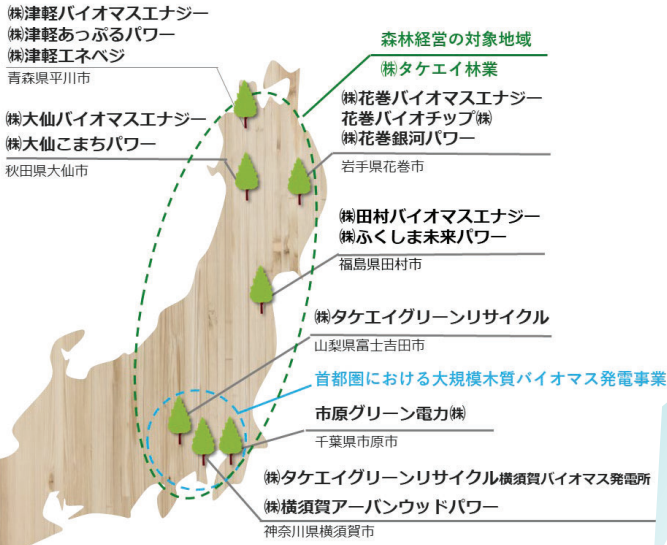 ㈱津軽バイオマスエナジー
㈱津軽あっぷるパワー
㈱津軽エネベジ
青森県平川市
森林経営の対象地域
㈱タケエイ林業
㈱大仙バイオマスエナジー
㈱大仙こまちパワー
秋田県大仙市
㈱花巻バイオマスエナジー
花巻バイオチップ㈱
㈱花巻銀河パワー
岩手県花巻市
㈱田村バイオマスエナジー
㈱ふくしま未来パワー
福島県田村市
㈱タケエイグリーンリサイクル
山梨県富士吉田市
首都圏における大規模木質バイオマス発電事業
市原グリーン電力㈱
千葉県市原市
㈱タケエイグリーンリサイクル横須賀バイオマス発電所
㈱横須賀アーバンウッドパワー
神奈川県横須賀市